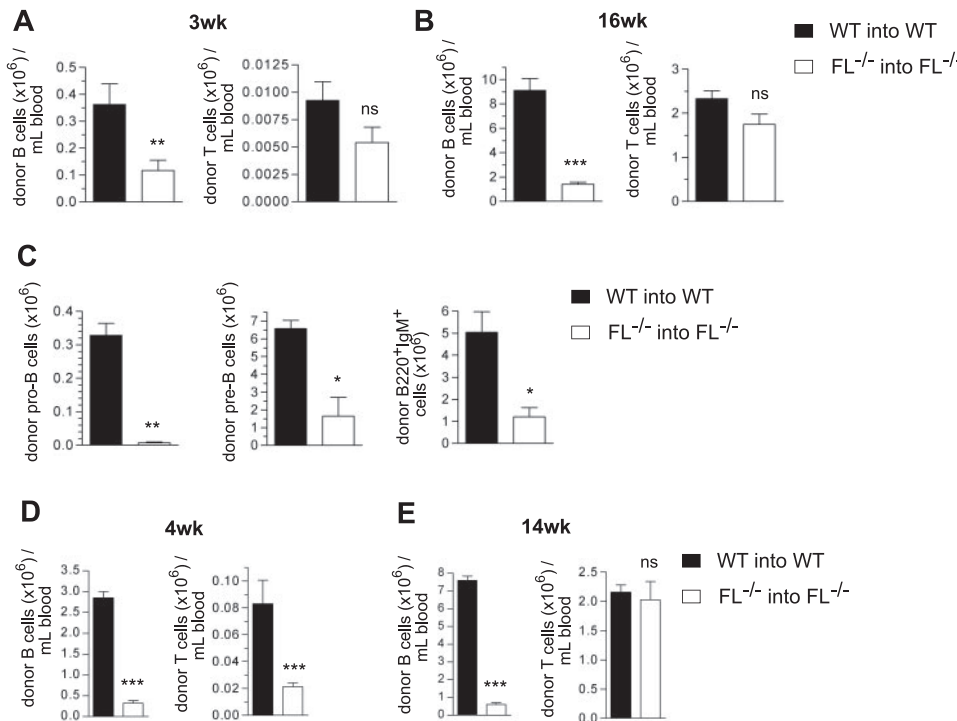 A
3wk
donor B cells (x10⁶) /
mL blood
0.5
0.4
0.3
0.2
0.1
0.0
**
donor T cells (x10⁶) /
mL blood
0.0125
0.0100
0.0075
0.0050
0.0025
0.0000
ns
B
16wk
donor B cells (x10⁶) /
mL blood
10
8
6
4
2
0
***
donor T cells (x10⁶) /
mL blood
3
2
1
0
ns
WT into WT
FL⁻/⁻ into FL⁻/
C
donor pro-B cells (x10⁶)
0.4
0.3
0.2
0.1
0.0
**
donor pre-B cells (x10⁶)
7
6
5
4
3
2
1
0
*
donor B220⁺IgM⁺
cells (x10⁶)
6
5
4
3
2
1
0
*
WT into WT
FL⁻/⁻ into FL⁻/⁻
D
4wk
donor B cells (x10⁶) /
mL blood
3.5
3.0
2.5
2.0
1.5
1.0
0.5
0.0
***
donor T cells (x10⁶) /
mL blood
0.10
0.08
0.06
0.04
0.02
0.00
***
E
14wk
donor B cells (x10⁶) /
mL blood
8
7
6
5
4
3
2
1
0
***
donor T cells (x10⁶) /
mL blood
3
2
1
0
ns
WT into WT
FL⁻/⁻ into FL⁻/⁻